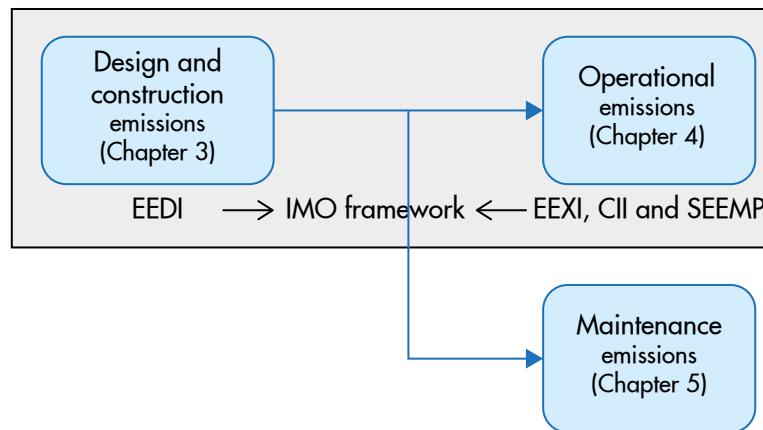 Design and
construction
emissions
(Chapter 3)
Operational
emissions
(Chapter 4)
EEDI
IMO framework
EEXI, CII and SEEMP
Maintenance
emissions
(Chapter 5)